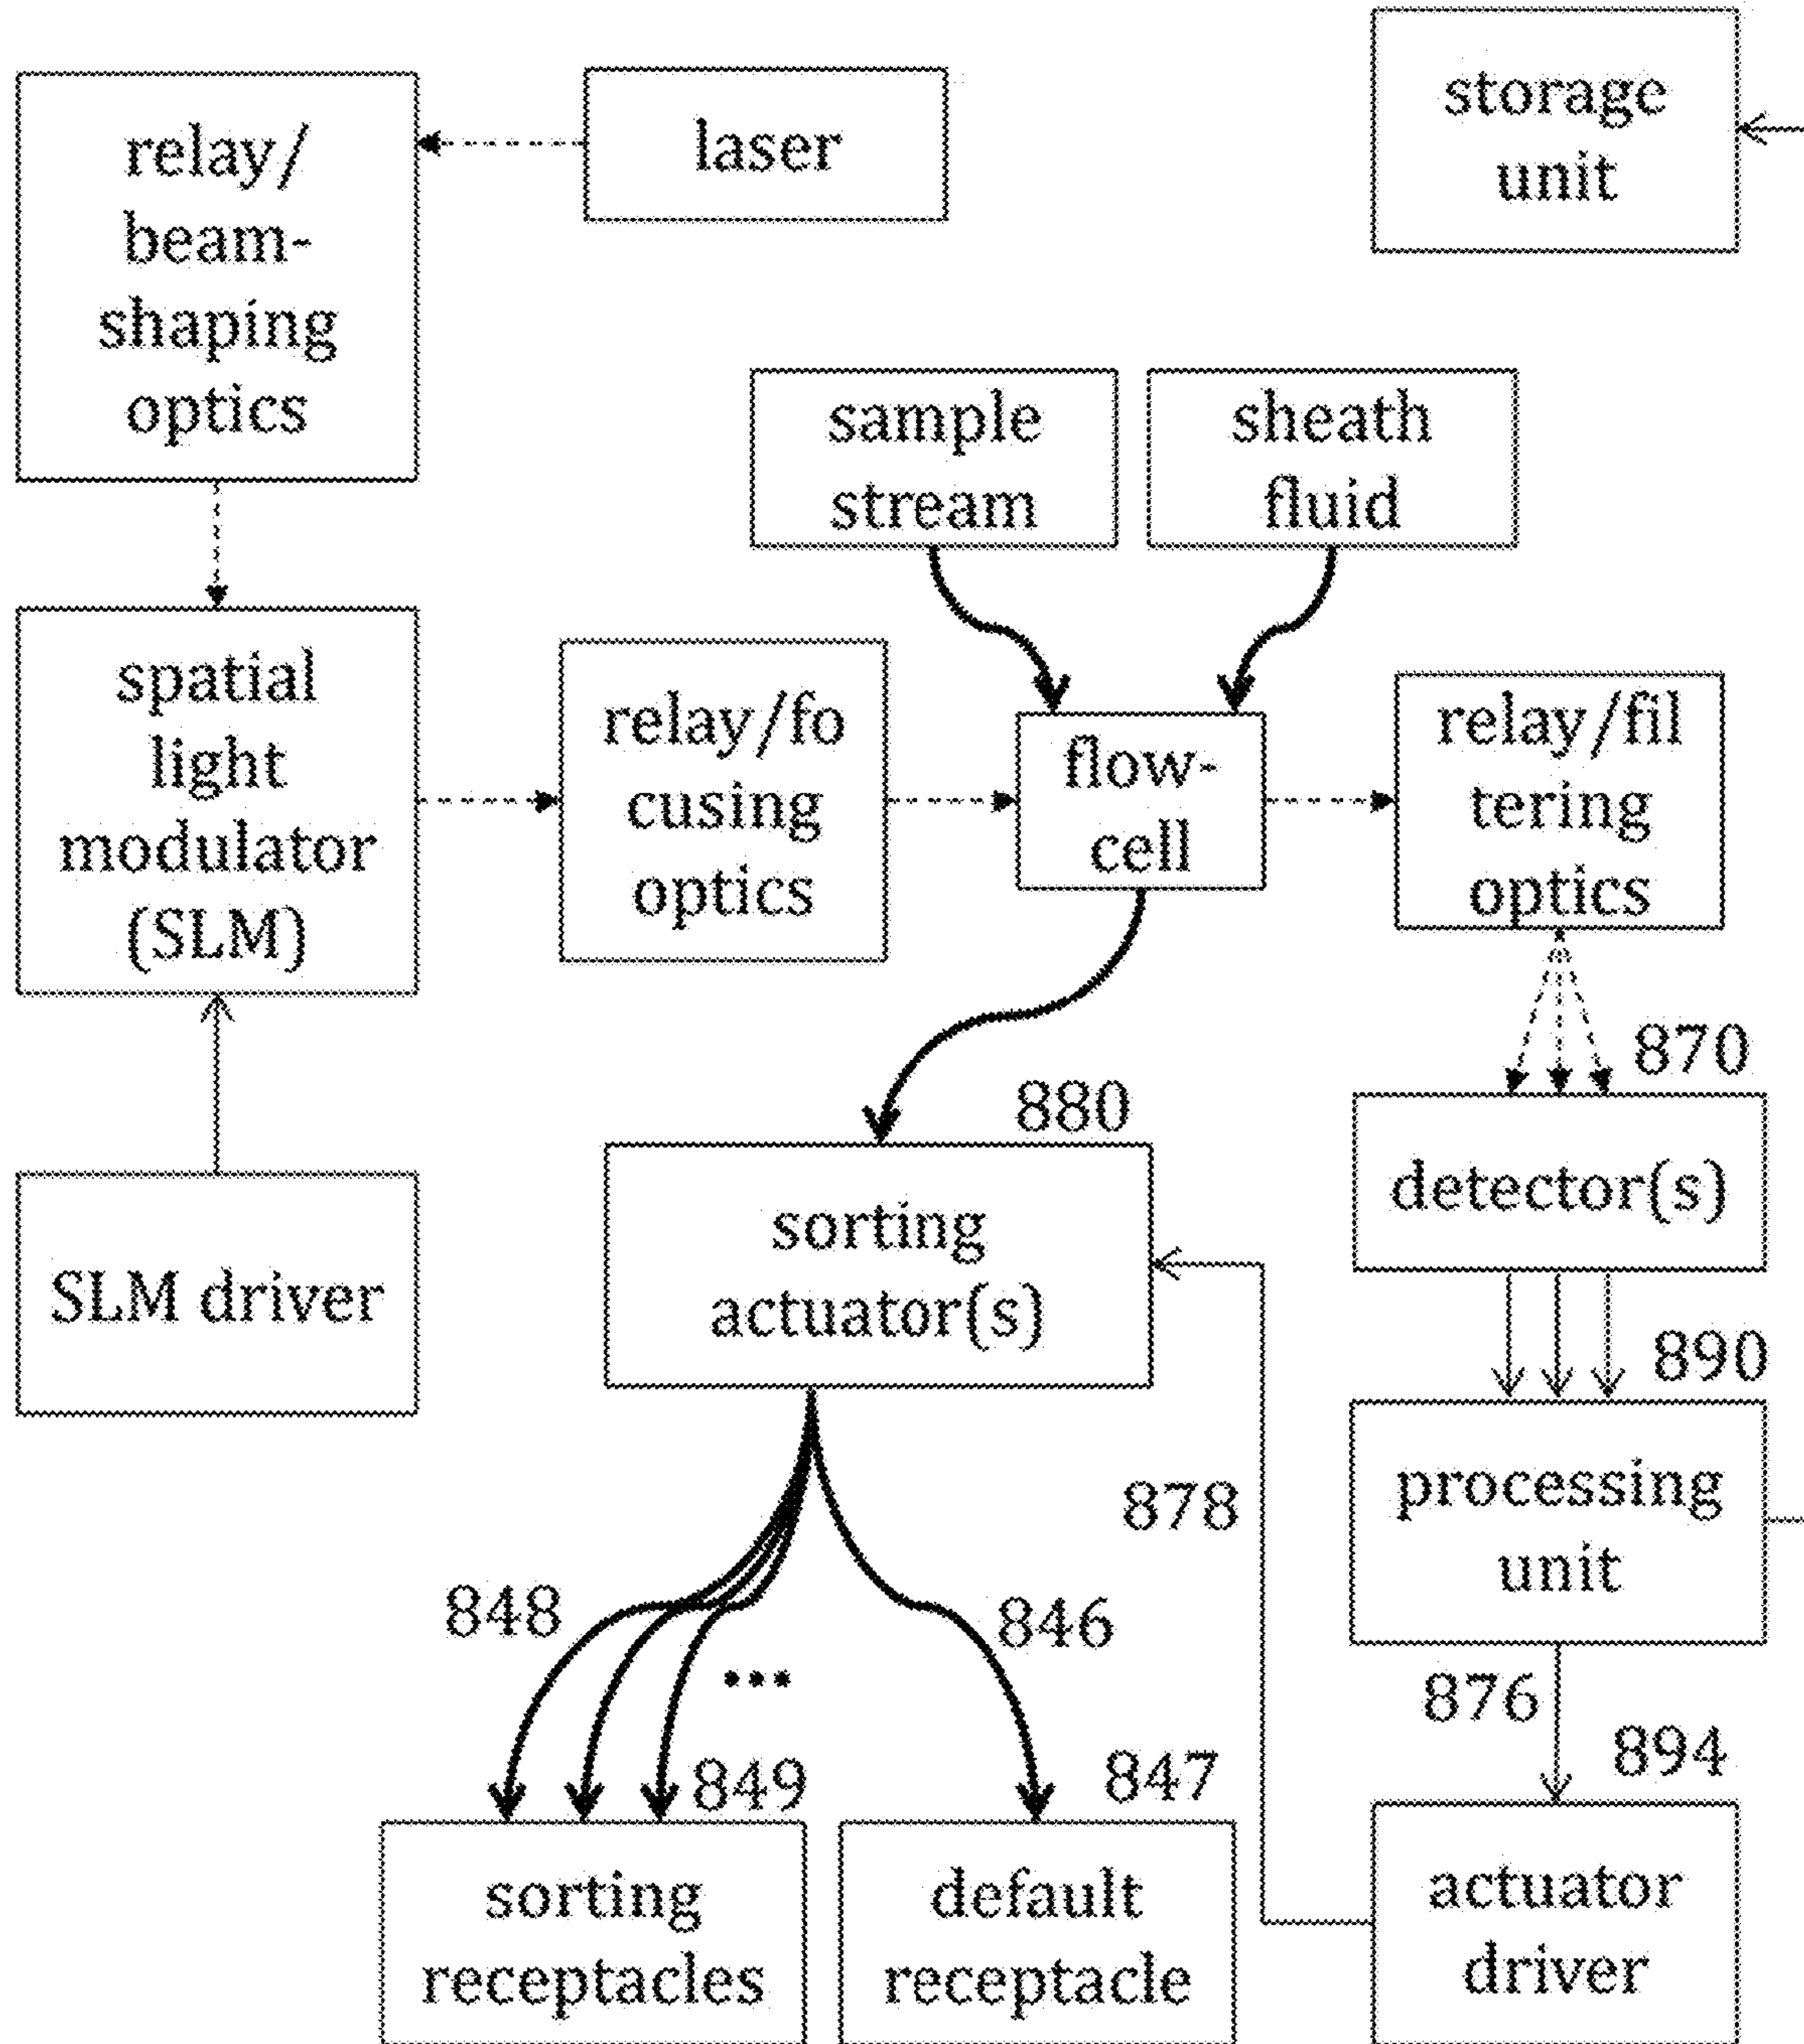 relay/
beam-
shaping
optics
laser
storage
unit
sample
stream
sheath
fluid
spatial
light
modulator
(SLM)
relay/fo
cusing
optics
flow-
cell
relay/fil
tering
optics
870
880
detector(s)
SLM driver
sorting
actuator(s)
890
processing
unit
878
848
846
876
894
849
847
sorting
receptacles
default
receptacle
actuator
driver